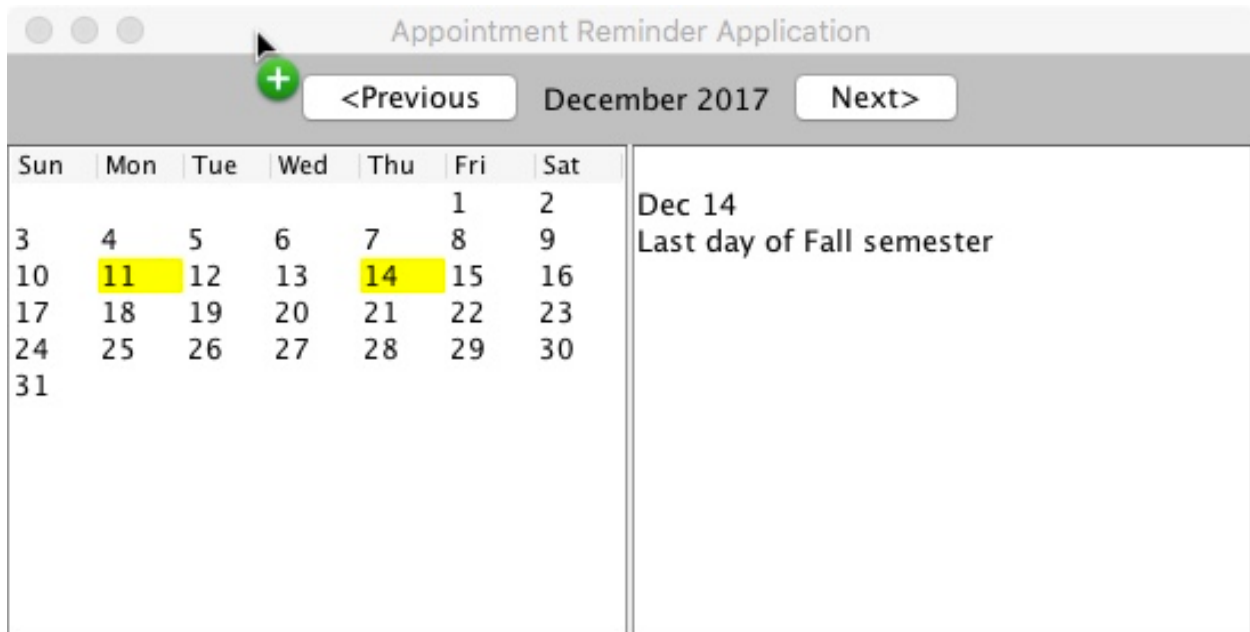 Appointment Reminder Application
<Previous December 2017 Next>
Sun Mon Tue Wed Thu Fri Sat
1 2
3 4 5 6 7 8 9
10 11 12 13 14 15 16
17 18 19 20 21 22 23
24 25 26 27 28 29 30
31
Dec 14
Last day of Fall semester